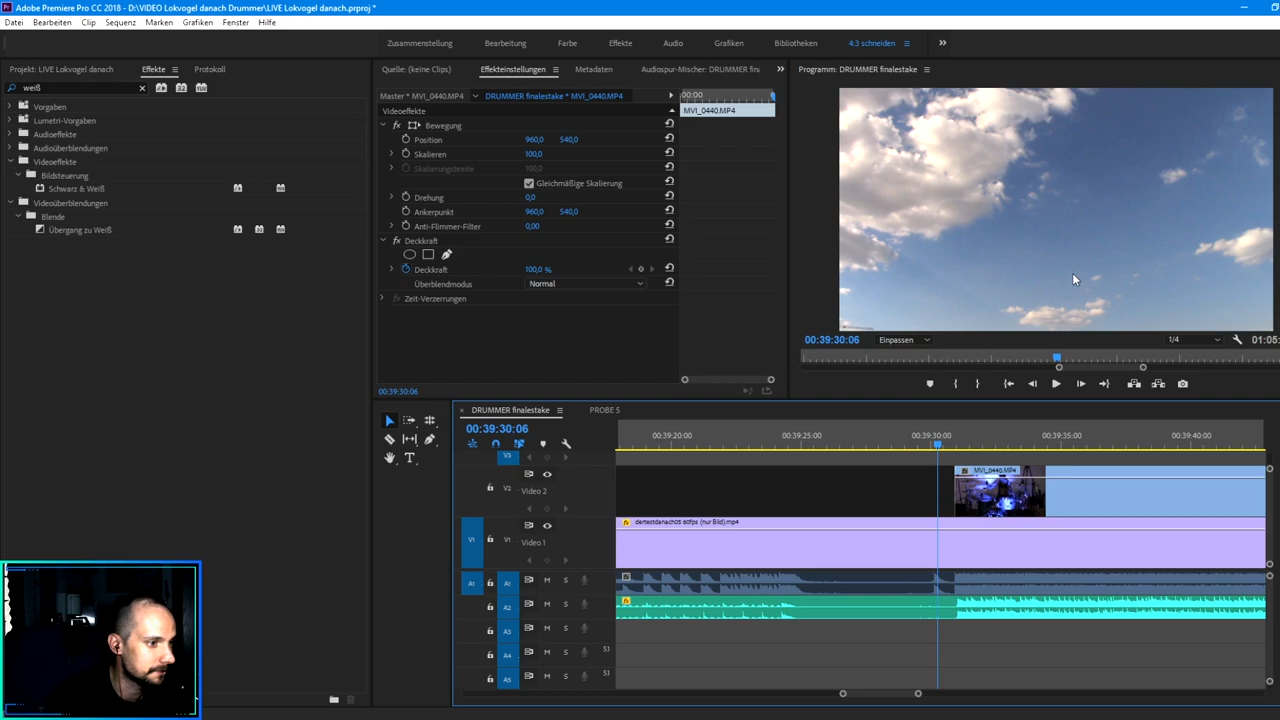 Adobe Premiere Pro CC 2018 - D:\VIDEO Lokvogel danach Drummer\LIVE Lokvogel danach.prproj *
Datei Bearbeiten Clip Sequenz Marken Grafiken Fenster Hilfe
Zusammenstellung Bearbeitung Farbe Effekte Audio Grafiken Bibliotheken 4:3 schneiden
Projekt: LIVE Lokvogel danach Effekte Protokoll
weiß
Vorgaben
Lumetri-Vorgaben
Audioeffekte
Audioüberblendungen
Videoeffekte
Bildsteuerung
Schwarz & Weiß
Videoüberblendungen
Blende
Übergang zu Weiß
Quelle: (keine Clips) Effekteinstellungen Metadaten Audiospur-Mischer: DRUMMER fin
Master * MVI_0440.MP4 DRUMMER finalestake * MVI_0440.MP4 00:00
Videoeffekte MVI_0440.MP4
fx Bewegung
Position 960,0 540,0
Skalieren 100,0
Skalierungsbreite 100,0
Gleichmäßige Skalierung
Drehung 0,0
Ankerpunkt 960,0 540,0
Anti-Flimmer-Filter 0,00
fx Deckkraft
Deckkraft 100,0 %
Überblendmodus Normal
fx Zeit-Verzerrungen
00:39:30:06
Programm: DRUMMER finalestake
00:39:30:06 Einpassen 1/4 01:05:
DRUMMER finalestake PROBE S
00:39:30:06
00:39:20:00 00:39:25:00 00:39:30:00 00:39:35:00 00:39:40:00
V3
V2 Video 2 MVI_0440.MP4
V1 V1 Video 1 fx dertestdanach05 60fps (nur Bild).mp4
A1 A1 M S
A2 M S
A3 M S
A4 M S S1
A5 M S S1